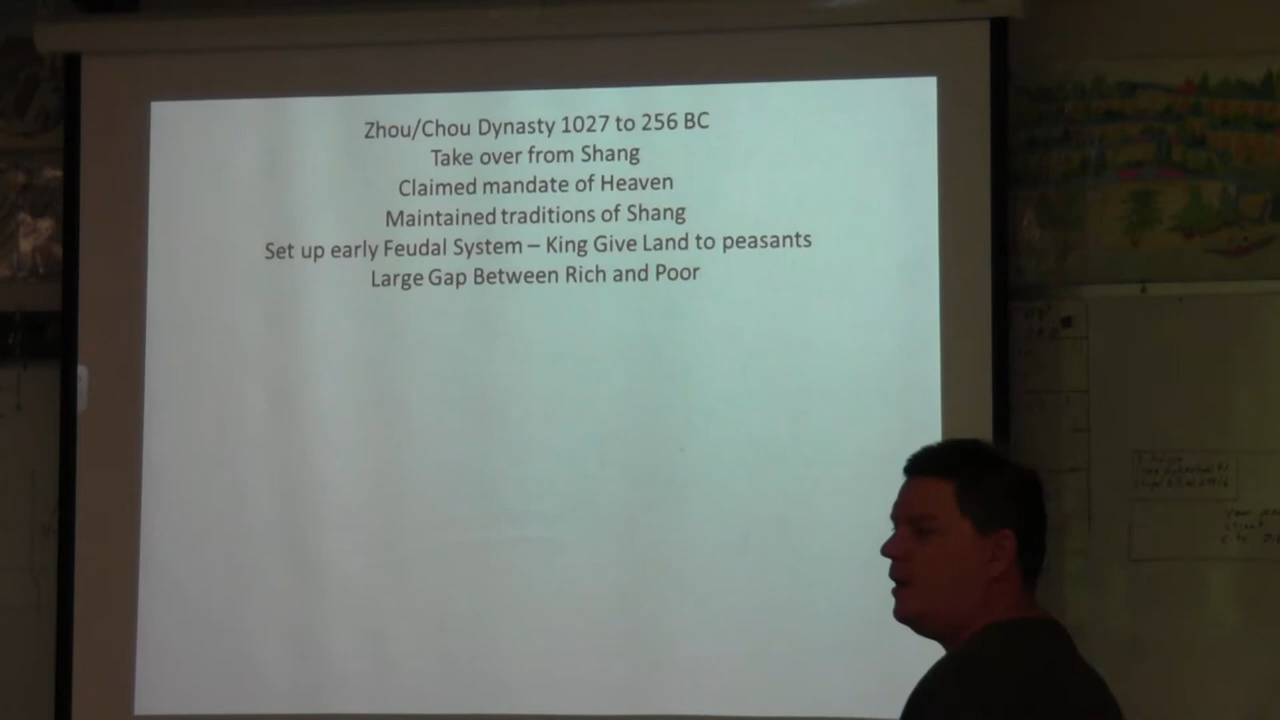 Zhou/Chou Dynasty 1027 to 256 BC
Take over from Shang
Claimed mandate of Heaven
Maintained traditions of Shang
Set up early Feudal System – King Give Land to peasants
Large Gap Between Rich and Poor